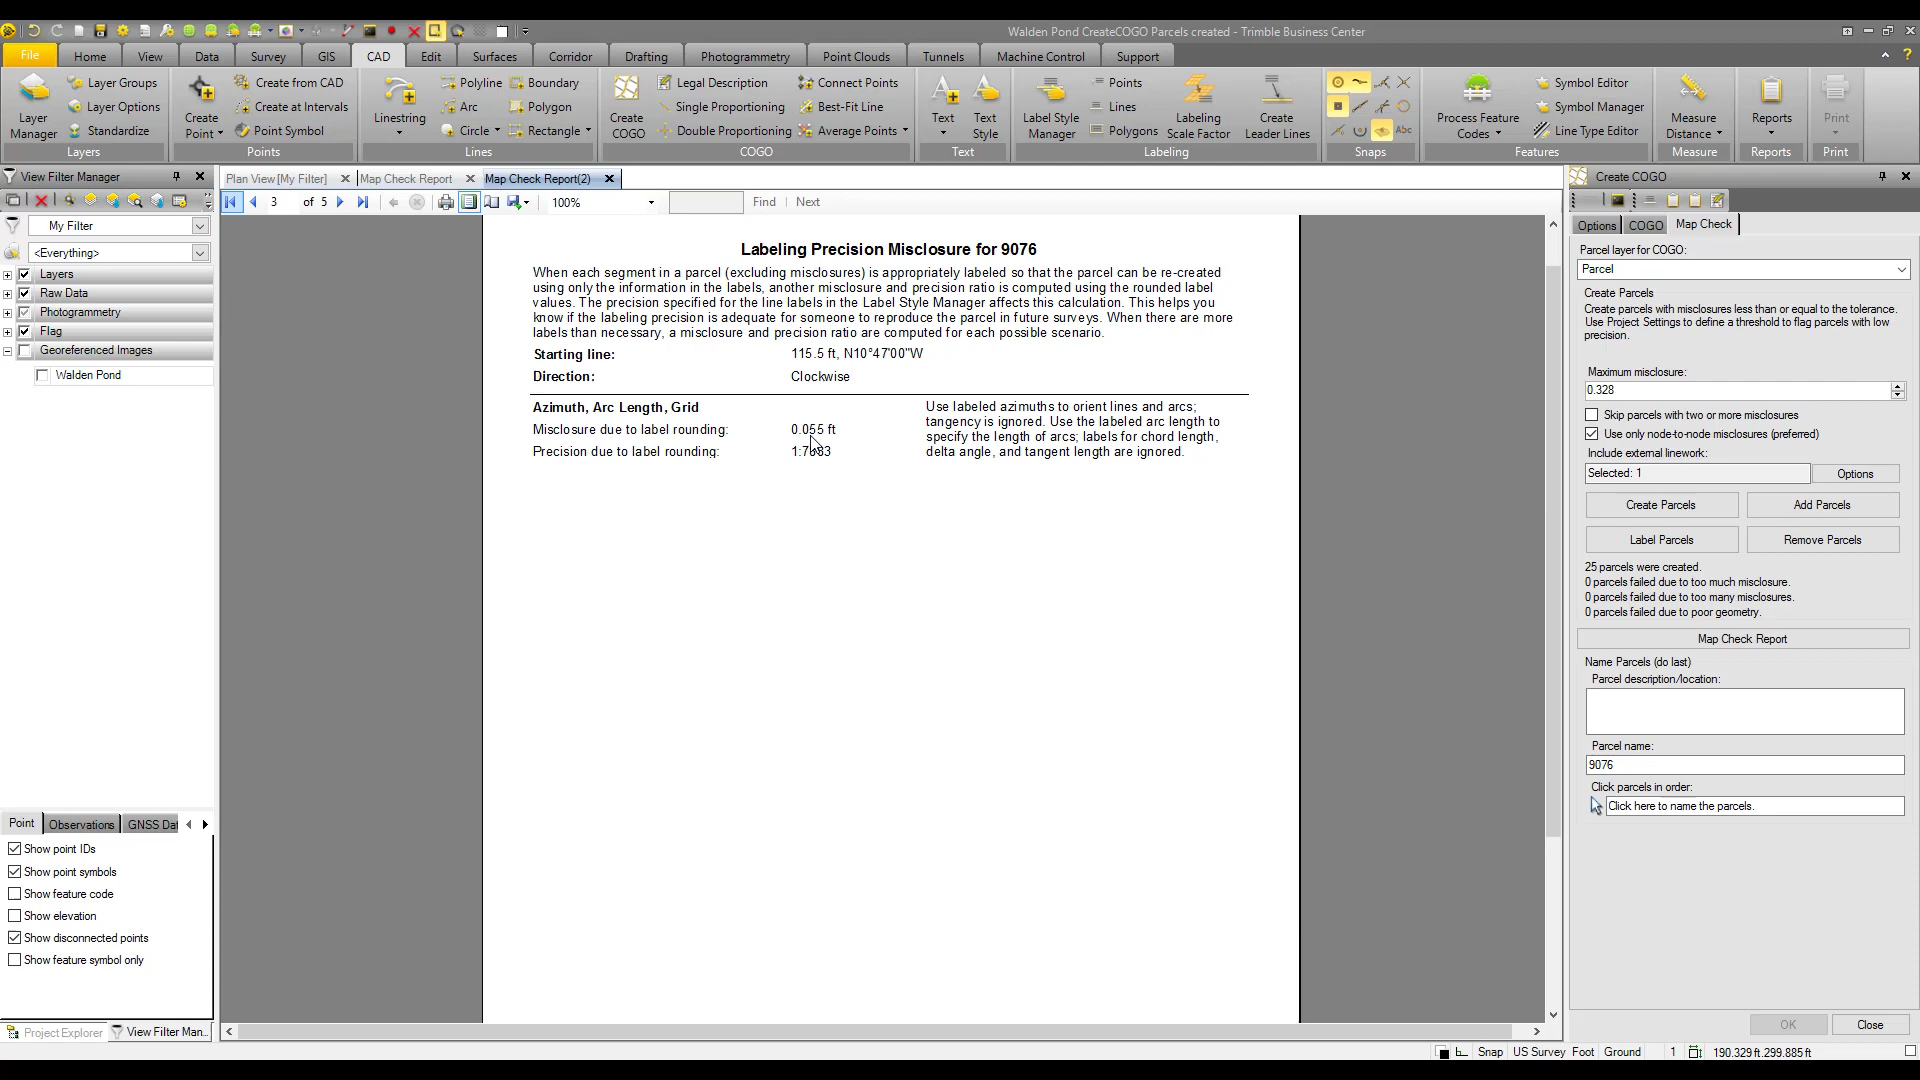 Walden Pond CreateCOGO Parcels created - Trimble Business Center
File Home View Data Survey GIS CAD Edit Surfaces Corridor Drafting Photogrammetry Point Clouds Tunnels Machine Control Support
Layer Manager
Layer Groups
Layer Options
Standardize
Layers
Create Point
Create from CAD
Create at Intervals
Point Symbol
Points
Linestring
Polyline
Arc
Circle
Boundary
Polygon
Rectangle
Lines
Create COGO
Legal Description
Single Proportioning
Double Proportioning
Connect Points
Best-Fit Line
Average Points
COGO
Text
Text Style
Text
Label Style Manager
Points
Lines
Polygons
Labeling Scale Factor
Create Leader Lines
Labeling
Abc
Snaps
Process Feature Codes
Symbol Editor
Symbol Manager
Line Type Editor
Features
Measure Distance
Measure
Reports
Reports
Print
Print
View Filter Manager
My Filter
<Everything>
Layers
Raw Data
Photogrammetry
Flag
Georeferenced Images
Walden Pond
Point Observations GNSS Dat
Show point IDs
Show point symbols
Show feature code
Show elevation
Show disconnected points
Show feature symbol only
Project Explorer View Filter Man...
Plan View [My Filter] Map Check Report Map Check Report(2)
3 of 5 100% Find Next
Labeling Precision Misclosure for 9076
When each segment in a parcel (excluding misclosures) is appropriately labeled so that the parcel can be re-created
using only the information in the labels, another misclosure and precision ratio is computed using the rounded label
values. The precision specified for the line labels in the Label Style Manager affects this calculation. This helps you
know if the labeling precision is adequate for someone to reproduce the parcel in future surveys. When there are more
labels than necessary, a misclosure and precision ratio are computed for each possible scenario.
Starting line: 115.5 ft, N10°47'00"W
Direction: Clockwise
Azimuth, Arc Length, Grid
Misclosure due to label rounding: 0.055 ft
Precision due to label rounding:
Use labeled azimuths to orient lines and arcs;
tangency is ignored. Use the labeled arc length to
specify the length of arcs; labels for chord length,
delta angle, and tangent length are ignored.
Create COGO
Options COGO Map Check
Parcel layer for COGO:
Parcel
Create Parcels
Create parcels with misclosures less than or equal to the tolerance.
Use Project Settings to define a threshold to flag parcels with low
precision.
Maximum misclosure:
0.328
Skip parcels with two or more misclosures
Use only node-to-node misclosures (preferred)
Include external linework:
Selected: 1 Options
Create Parcels Add Parcels
Label Parcels Remove Parcels
25 parcels were created.
0 parcels failed due to too much misclosure.
0 parcels failed due to too many misclosures.
0 parcels failed due to poor geometry.
Map Check Report
Name Parcels (do last)
Parcel description/location:
Parcel name:
9076
Click parcels in order:
Click here to name the parcels.
OK Close
Snap US Survey Foot Ground 1 190.329 ft,299.885 ft